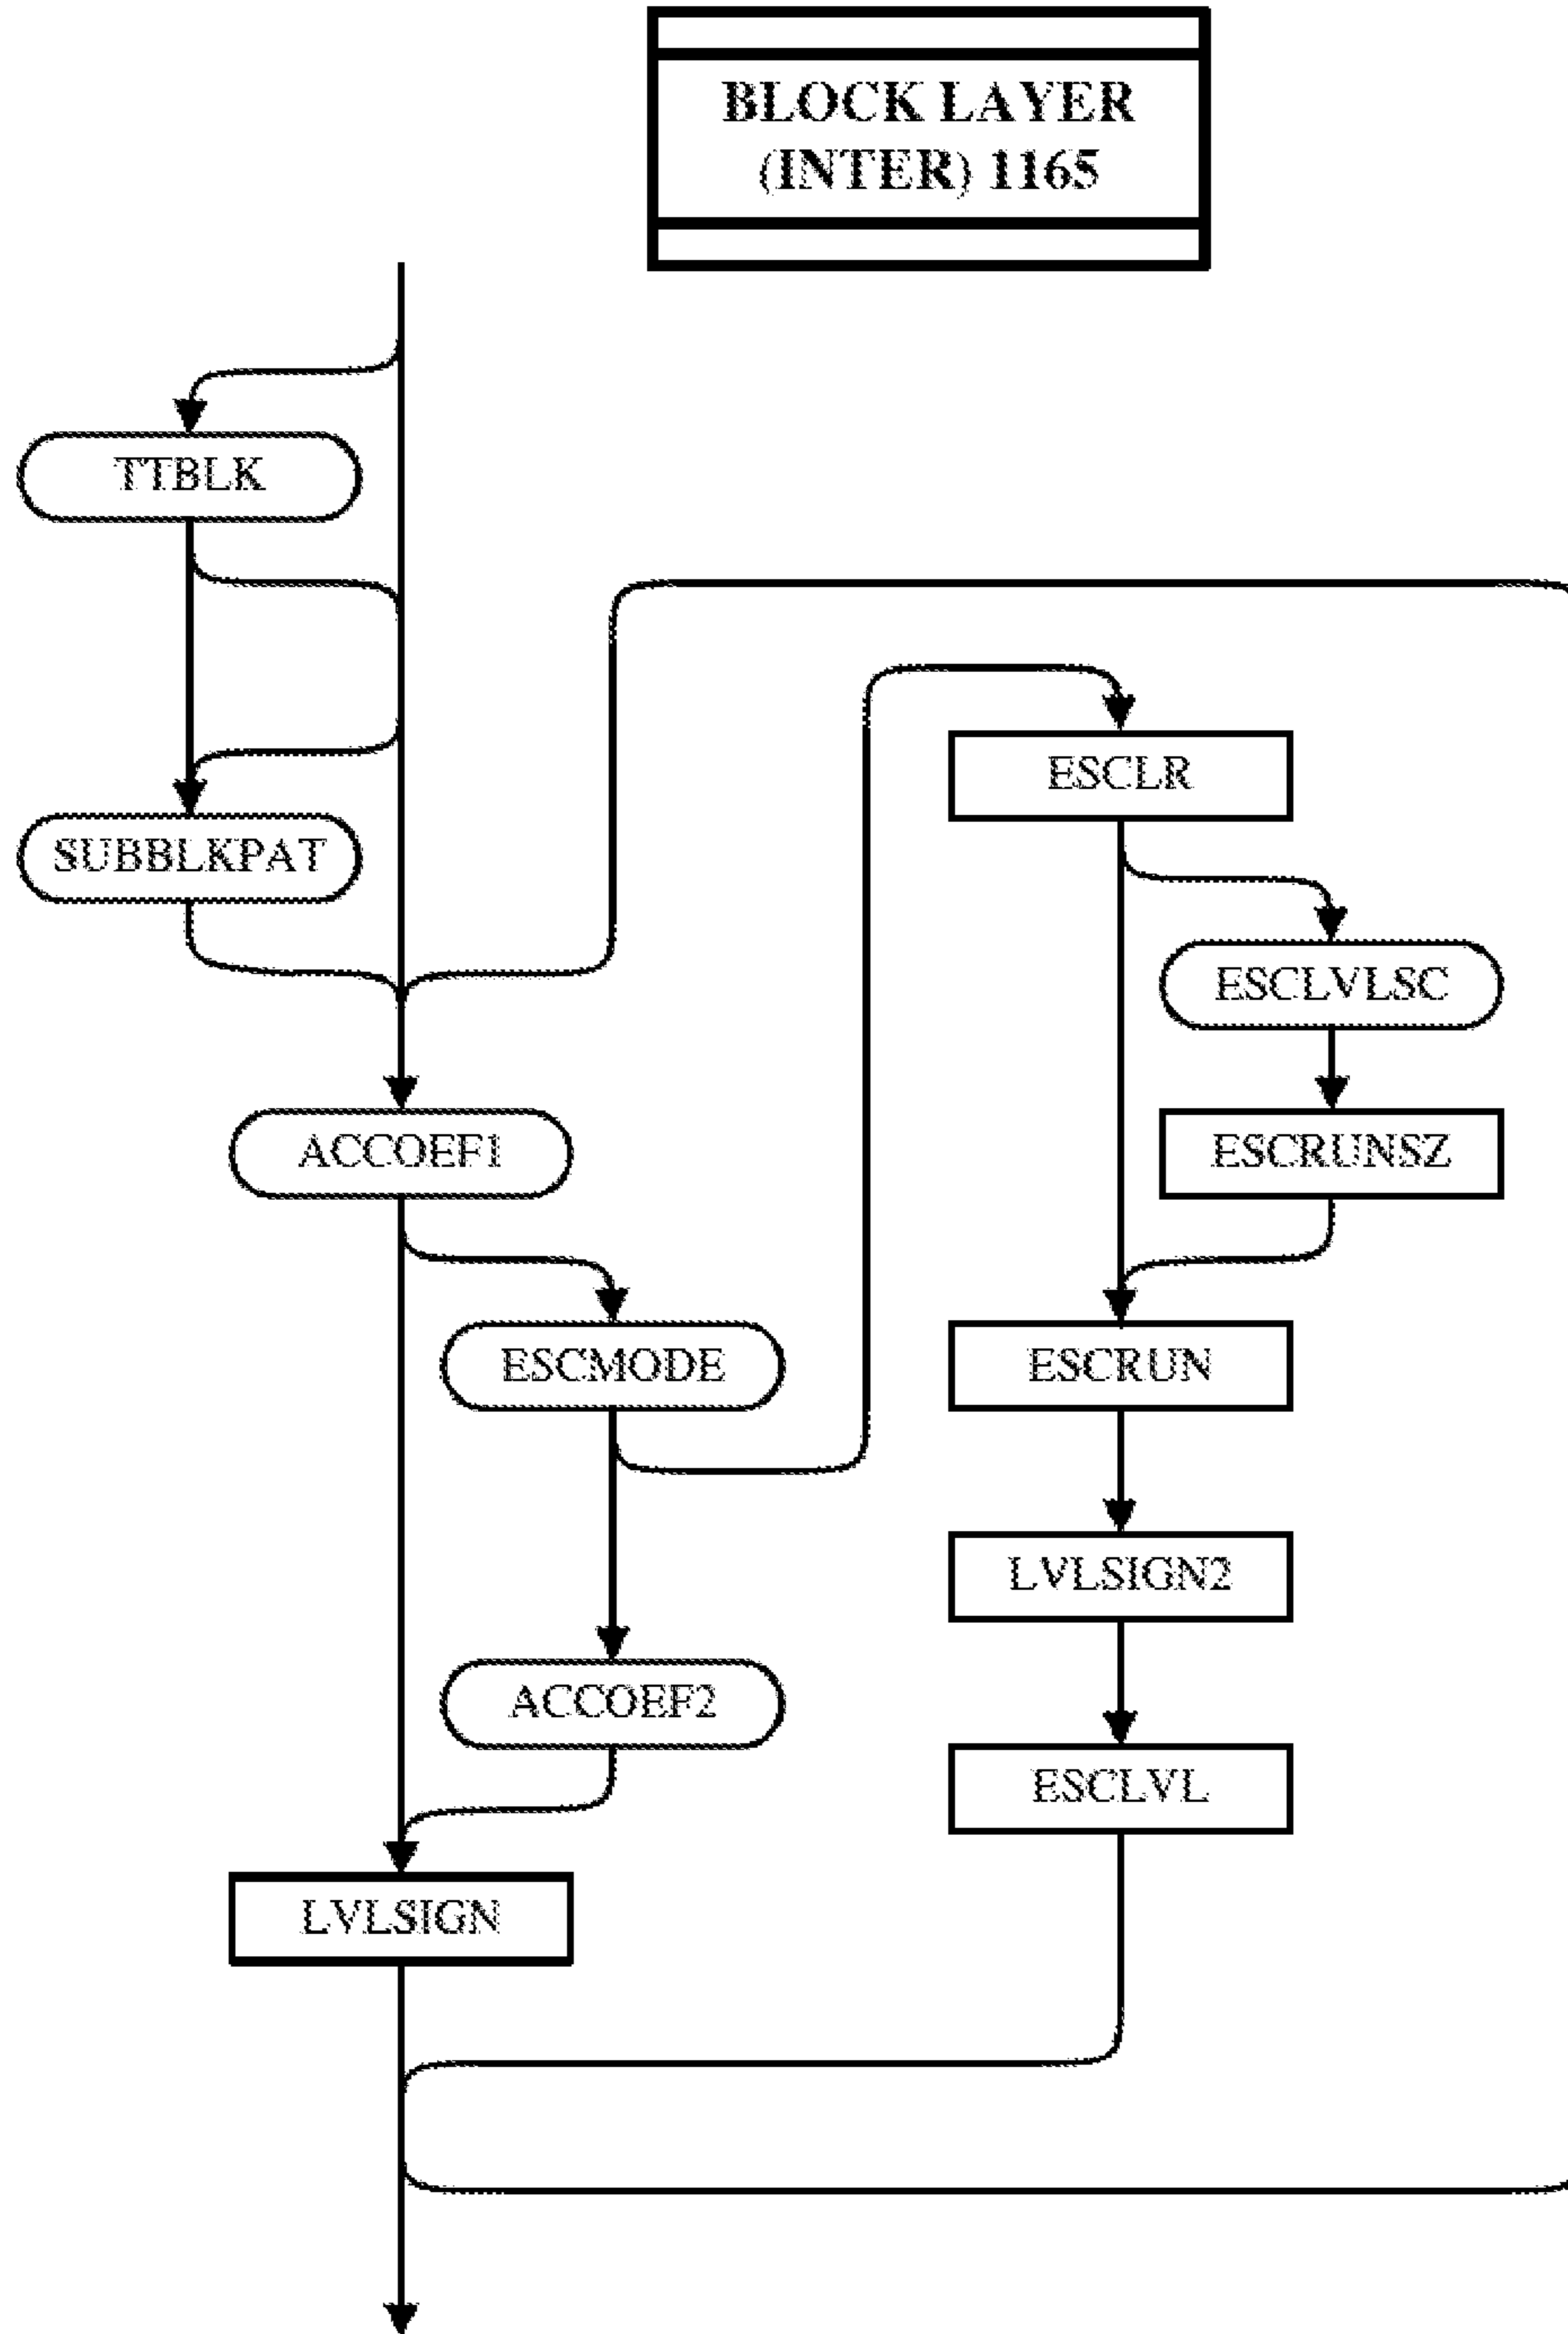 BLOCK LAYER
(INTER) 1165
TTBLK
SUBBLKPAT
ACCOEF1
ESCMODE
ACCOEF2
LVLSIGN
ESCLR
ESCLVLSC
ESCRUNSZ
ESCRUN
LVLSIGN2
ESCLVL